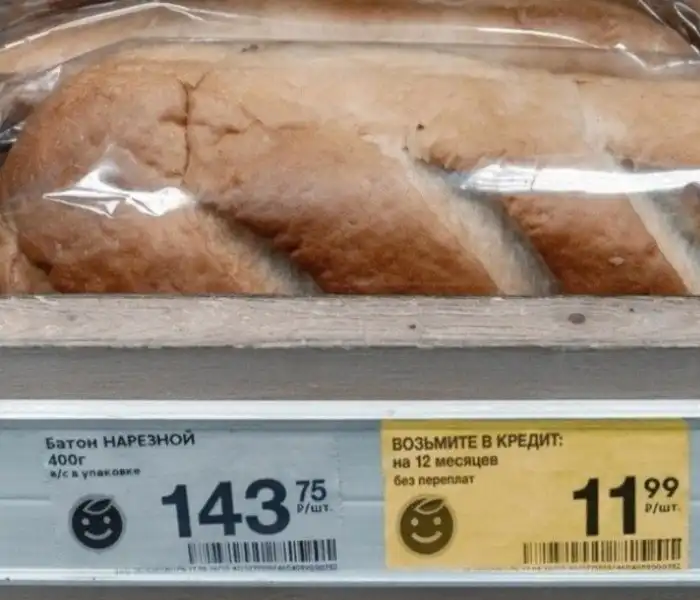 Батон НАРЕЗНОЙ
400г
в/с в упаковке
143 75
₽/шт.
ВОЗЬМИТЕ В КРЕДИТ:
на 12 месяцев
без переплат
11 99
₽/шт.